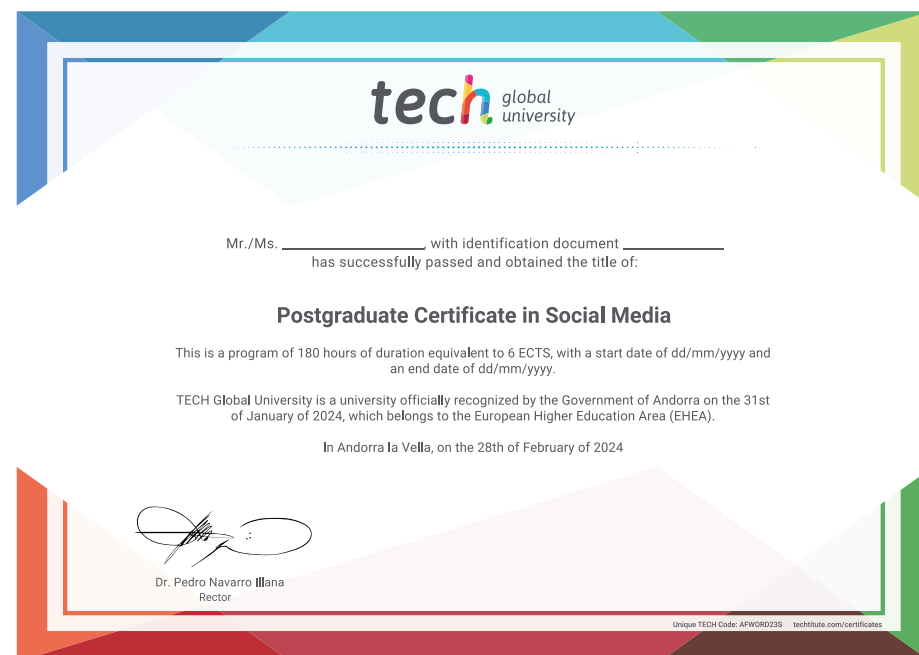 tech global university
Mr./Ms. ____________, with identification document ____________
has successfully passed and obtained the title of:
Postgraduate Certificate in Social Media
This is a program of 180 hours of duration equivalent to 6 ECTS, with a start date of dd/mm/yyyy and
an end date of dd/mm/yyyy.
TECH Global University is a university officially recognized by the Government of Andorra on the 31st
of January of 2024, which belongs to the European Higher Education Area (EHEA).
In Andorra la Vella, on the 28th of February of 2024
Dr. Pedro Navarro Illana
Rector
Unique TECH Code: AFWORD23S techtitute.com/certificates